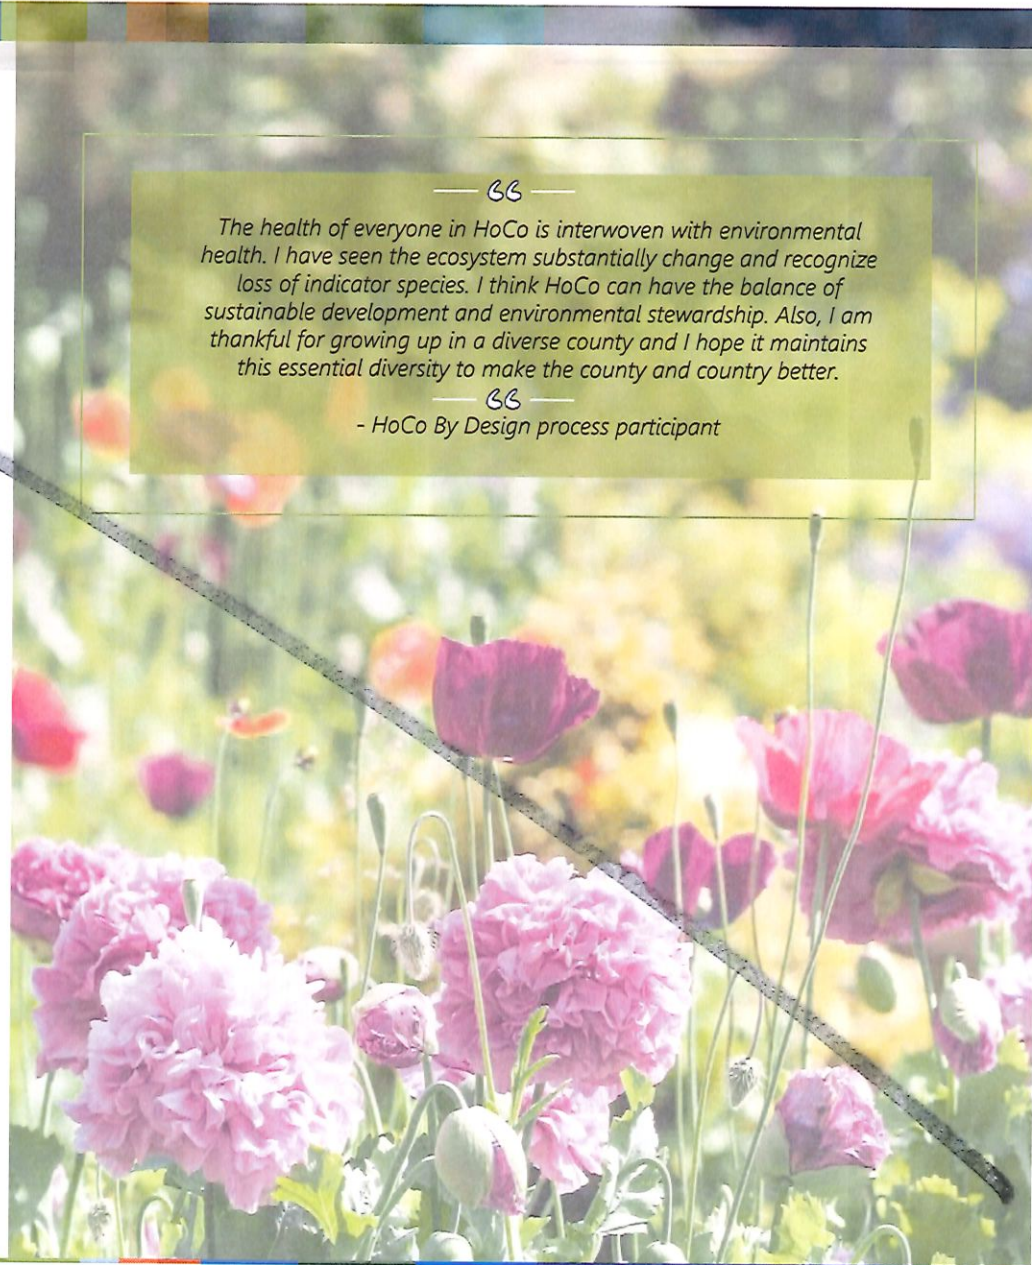 “
The health of everyone in HoCo is interwoven with environmental
health. I have seen the ecosystem substantially change and recognize
loss of indicator species. I think HoCo can have the balance of
sustainable development and environmental stewardship. Also, I am
thankful for growing up in a diverse county and I hope it maintains
this essential diversity to make the county and country better.
“
- HoCo By Design process participant